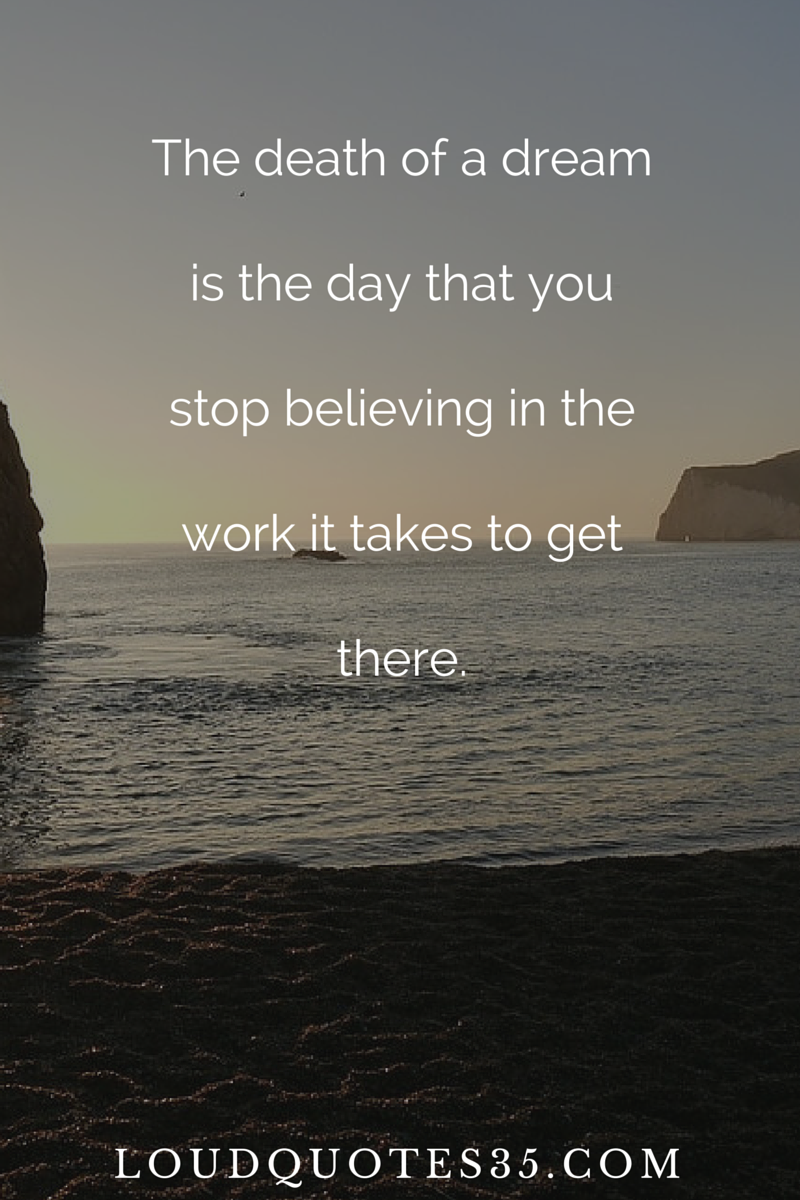 The death of a dream
is the day that you
stop believing in the
work it takes to get
there.
LOUDQUOTES35.COM